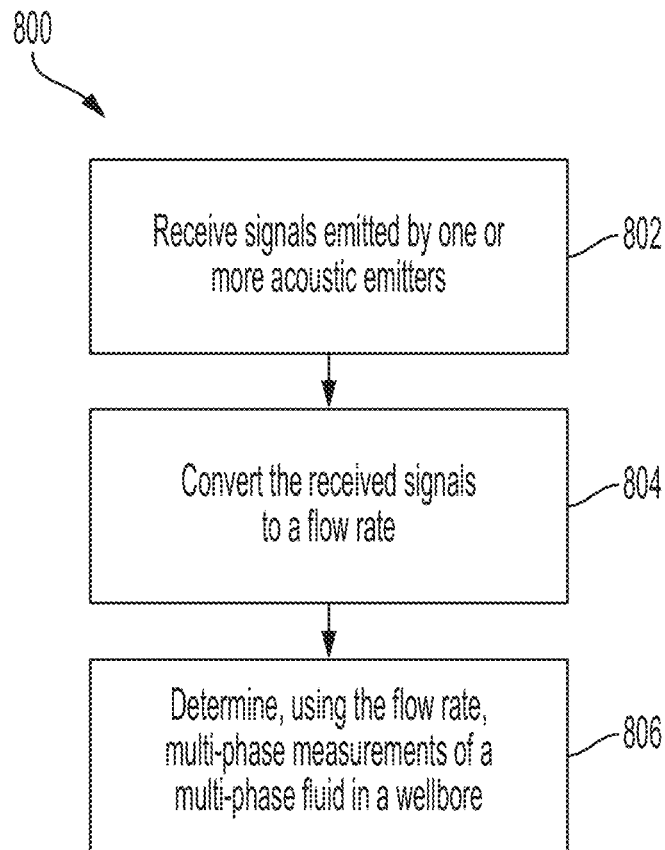 800
Receive signals emitted by one or
more acoustic emitters
802
Convert the received signals
to a flow rate
804
Determine, using the flow rate,
multi-phase measurements of a
multi-phase fluid in a wellbore
806